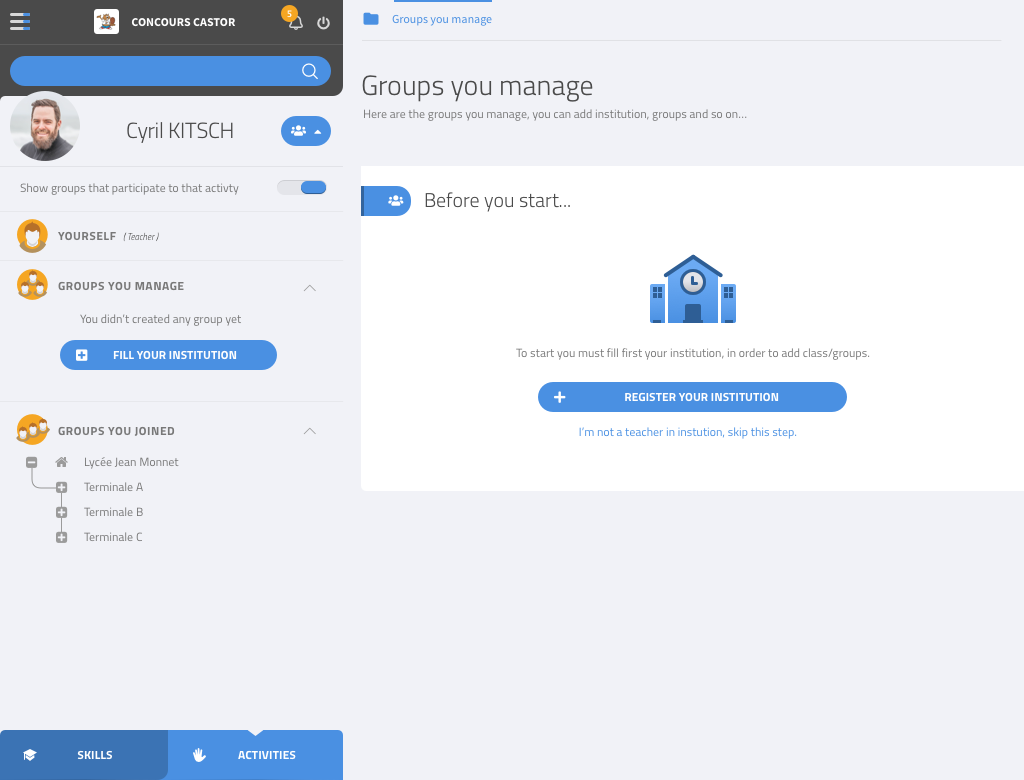 CONCOURS CASTOR
5
Cyril KITSCH
Show groups that participate to that activty
YOURSELF ( Teacher )
GROUPS YOU MANAGE
You didn't created any group yet
FILL YOUR INSTITUTION
GROUPS YOU JOINED
Lycée Jean Monnet
Terminale A
Terminale B
Terminale C
SKILLS
ACTIVITIES
Groups you manage
Groups you manage
Here are the groups you manage, you can add institution, groups and so on...
Before you start...
To start you must fill first your institution, in order to add class/groups.
REGISTER YOUR INSTITUTION
I'm not a teacher in instution, skip this step.